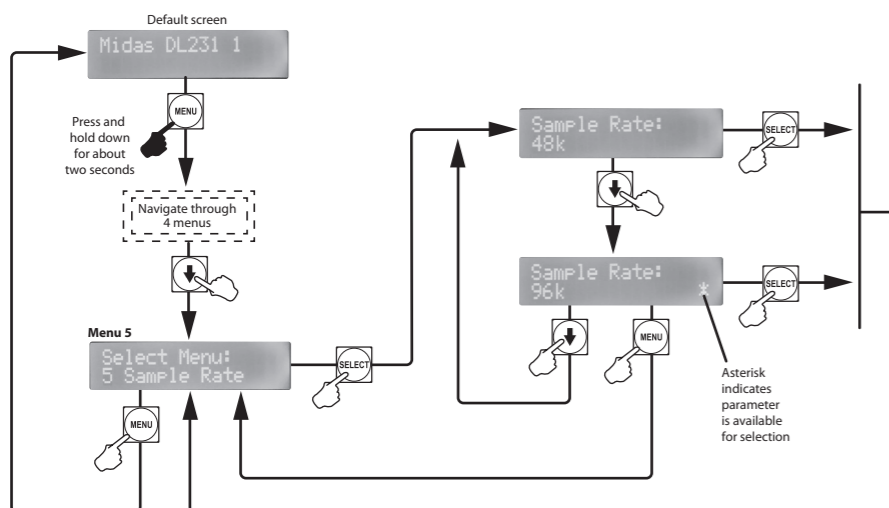 Default screen
Midas DL231 1
MENU
Press and
hold down
for about
two seconds
Navigate through
4 menus
Menu 5
Select Menu:
5 Sample Rate
SELECT
MENU
Sample Rate:
48k
SELECT
Sample Rate:
96k *
SELECT
MENU
Asterisk
indicates
parameter
is available
for selection